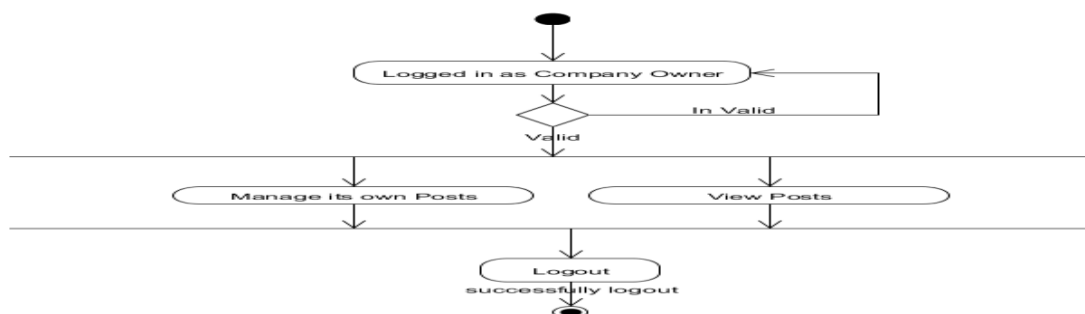 Logged in as Company Owner
In Valid
Valid
Manage its own Posts
View Posts
Logout
successfully logout